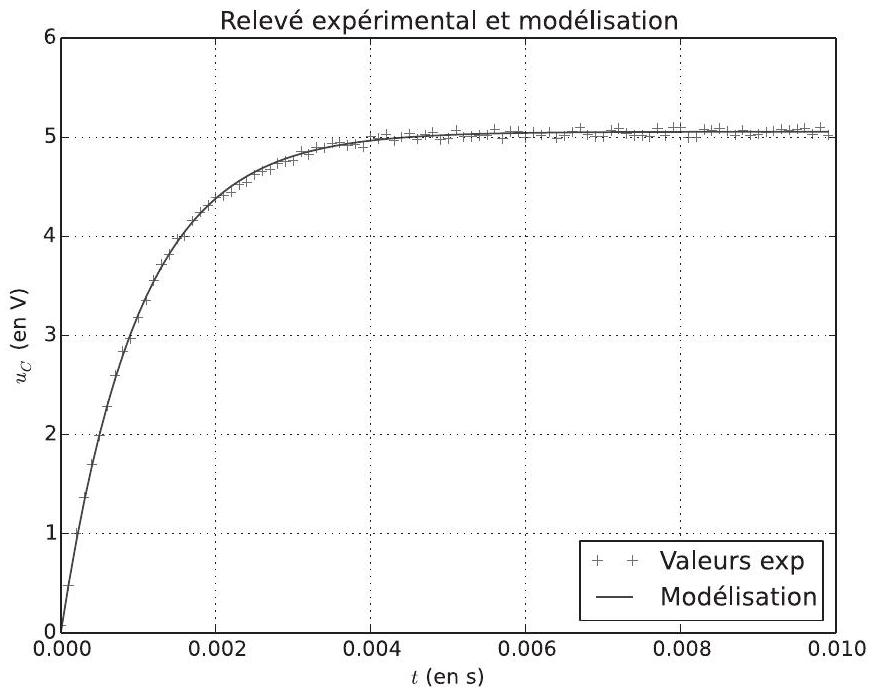 Relevé expérimental et modélisation
6
5
4
3
2
1
0
u_C (en V)
0.000 0.002 0.004 0.006 0.008 0.010
t (en s)
Valeurs exp
Modélisation